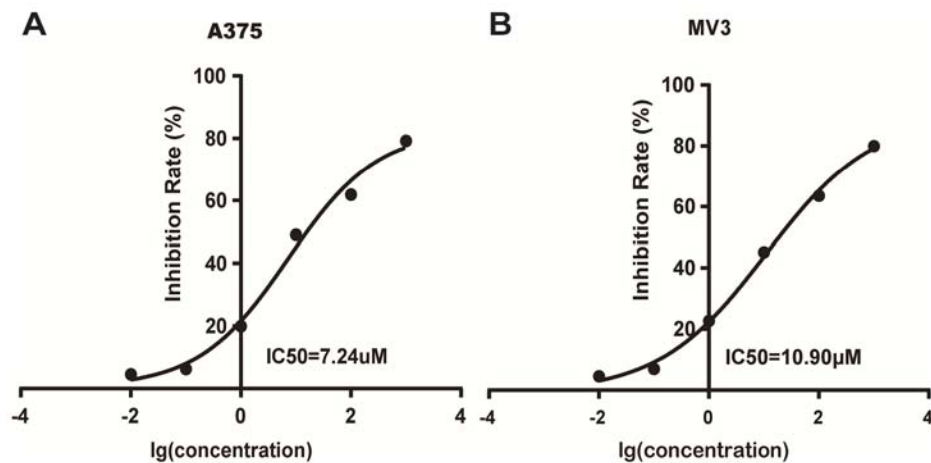 A
A375
100
80
60
40
20
Inhibition Rate (%)
IC50=7.24uM
-4
-2
0
2
4
lg(concentration)
B
MV3
100
80
60
40
20
Inhibition Rate (%)
IC50=10.90μM
-4
-2
0
2
4
lg(concentration)